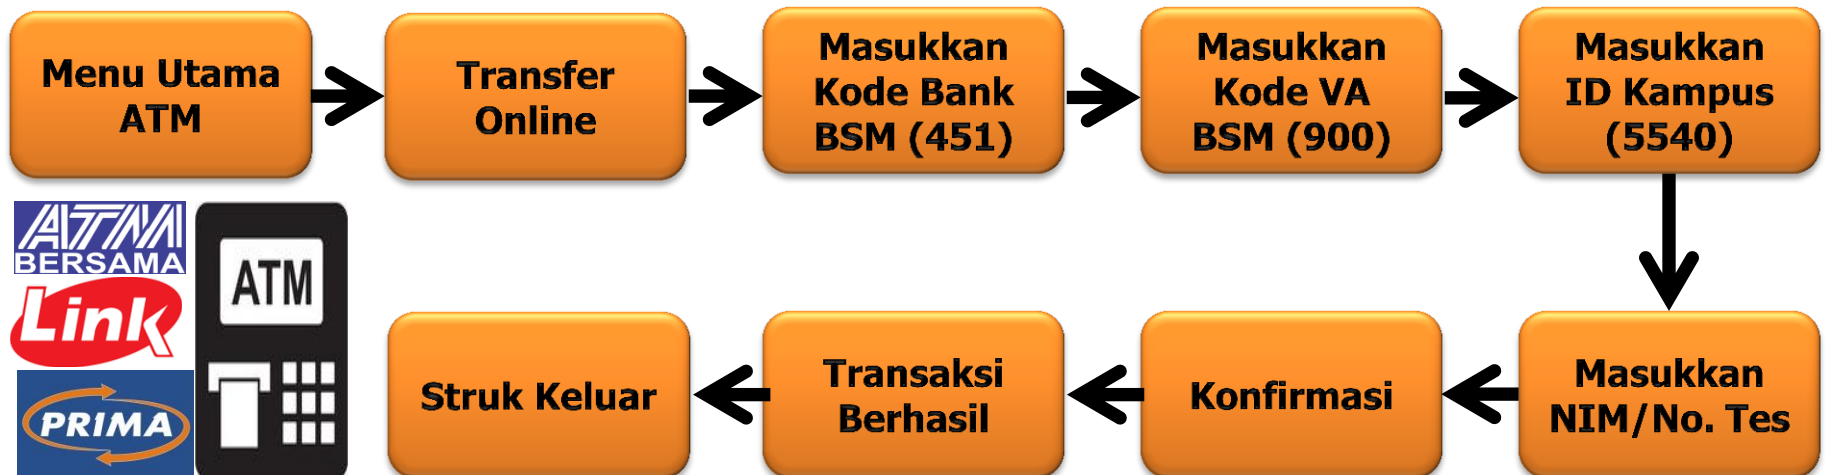 Menu Utama
ATM
Transfer
Online
Masukkan
Kode Bank
BSM (451)
Masukkan
Kode VA
BSM (900)
Masukkan
ID Kampus
(5540)
ATM
BERSAMA
Link
PRIMA
ATM
Struk Keluar
Transaksi
Berhasil
Konfirmasi
Masukkan
NIM/No. Tes